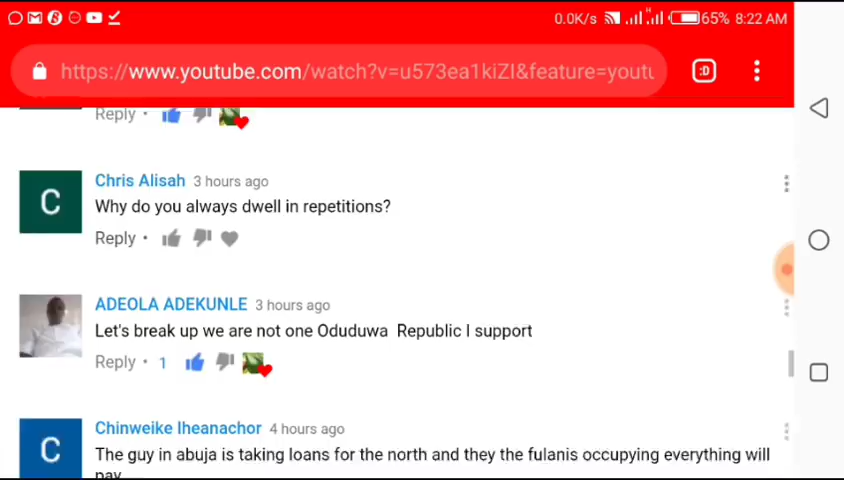 0.0K/s 65% 8:22 AM
https://www.youtube.com/watch?v=u573ea1kiZI&feature=youtu
:D
Reply •
Chris Alisah 3 hours ago
Why do you always dwell in repetitions?
Reply •
ADEOLA ADEKUNLE 3 hours ago
Let's break up we are not one Oduduwa Republic I support
Reply • 1
Chinweike Iheanachor 4 hours ago
The guy in abuja is taking loans for the north and they the fulanis occupying everything will
pay
C
C